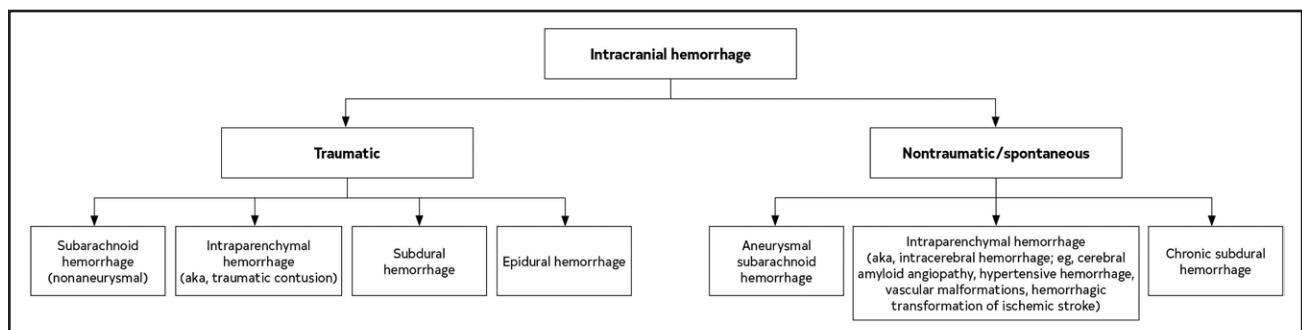 Intracranial hemorrhage
Traumatic
Nontraumatic/spontaneous
Subarachnoid
hemorrhage
(nonaneurysmal)
Intraparenchymal
hemorrhage
(aka, traumatic contusion)
Subdural
hemorrhage
Epidural hemorrhage
Aneurysmal
subarachnoid
hemorrhage
Intraparenchymal hemorrhage
(aka, intracerebral hemorrhage; eg, cerebral
amyloid angiopathy, hypertensive hemorrhage,
vascular malformations, hemorrhagic
transformation of ischemic stroke)
Chronic subdural
hemorrhage